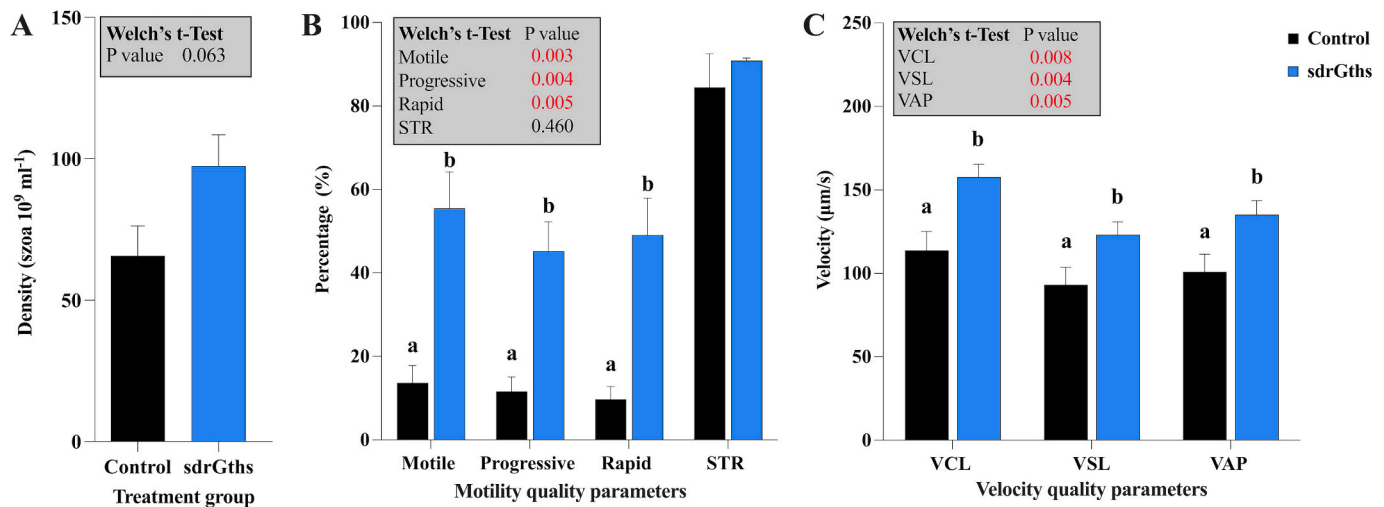 A
150
100
50
0
Density (szoa 10⁹ ml⁻¹)
Welch's t-Test
P value 0.063
Control sdrGths
Treatment group
B
100
80
60
40
20
0
Percentage (%)
Welch's t-Test P value
Motile 0.003
Progressive 0.004
Rapid 0.005
STR 0.460
a b a b a b
Motile Progressive Rapid STR
Motility quality parameters
C
250
200
150
100
50
0
Velocity (µm/s)
Welch's t-Test P value
VCL 0.008
VSL 0.004
VAP 0.005
a b a b a b
VCL VSL VAP
Velocity quality parameters
Control
sdrGths